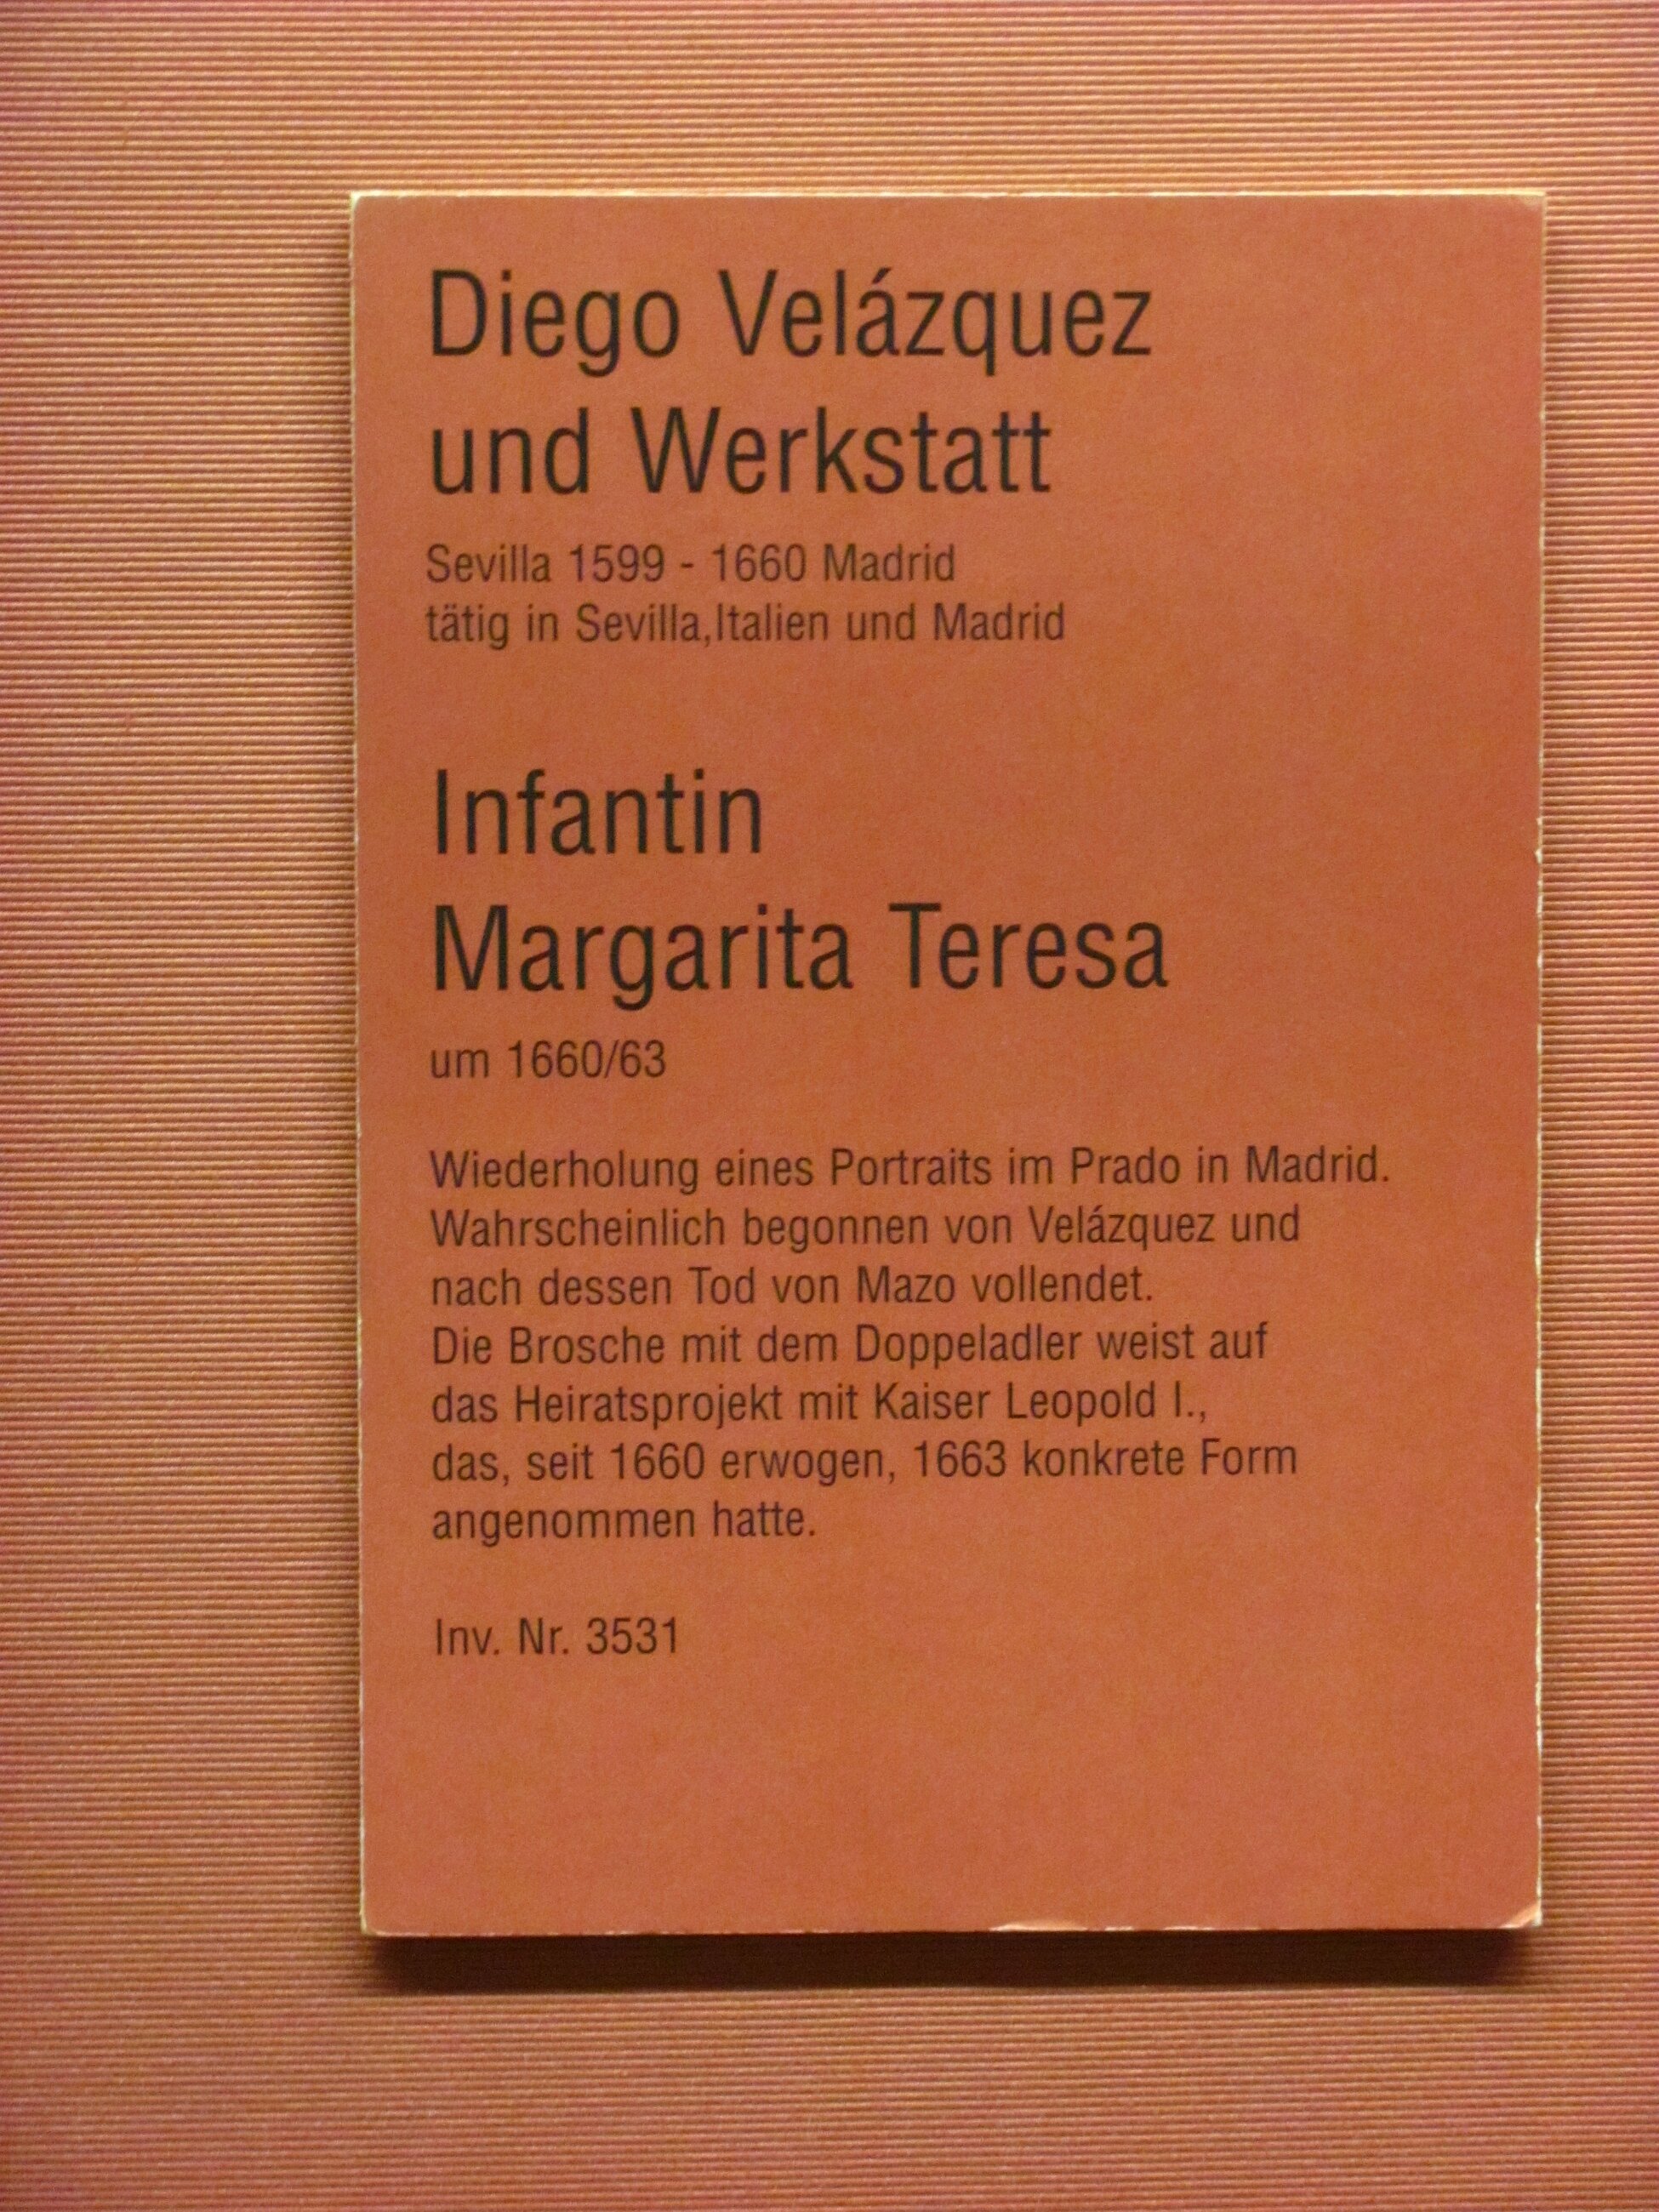 Diego Velázquez
und Werkstatt
Sevilla 1599 - 1660 Madrid
tätig in Sevilla,Italien und Madrid
Infantin
Margarita Teresa
um 1660/63
Wiederholung eines Portraits im Prado in Madrid.
Wahrscheinlich begonnen von Velázquez und
nach dessen Tod von Mazo vollendet.
Die Brosche mit dem Doppeladler weist auf
das Heiratsprojekt mit Kaiser Leopold I.,
das, seit 1660 erwogen, 1663 konkrete Form
angenommen hatte.
Inv. Nr. 3531